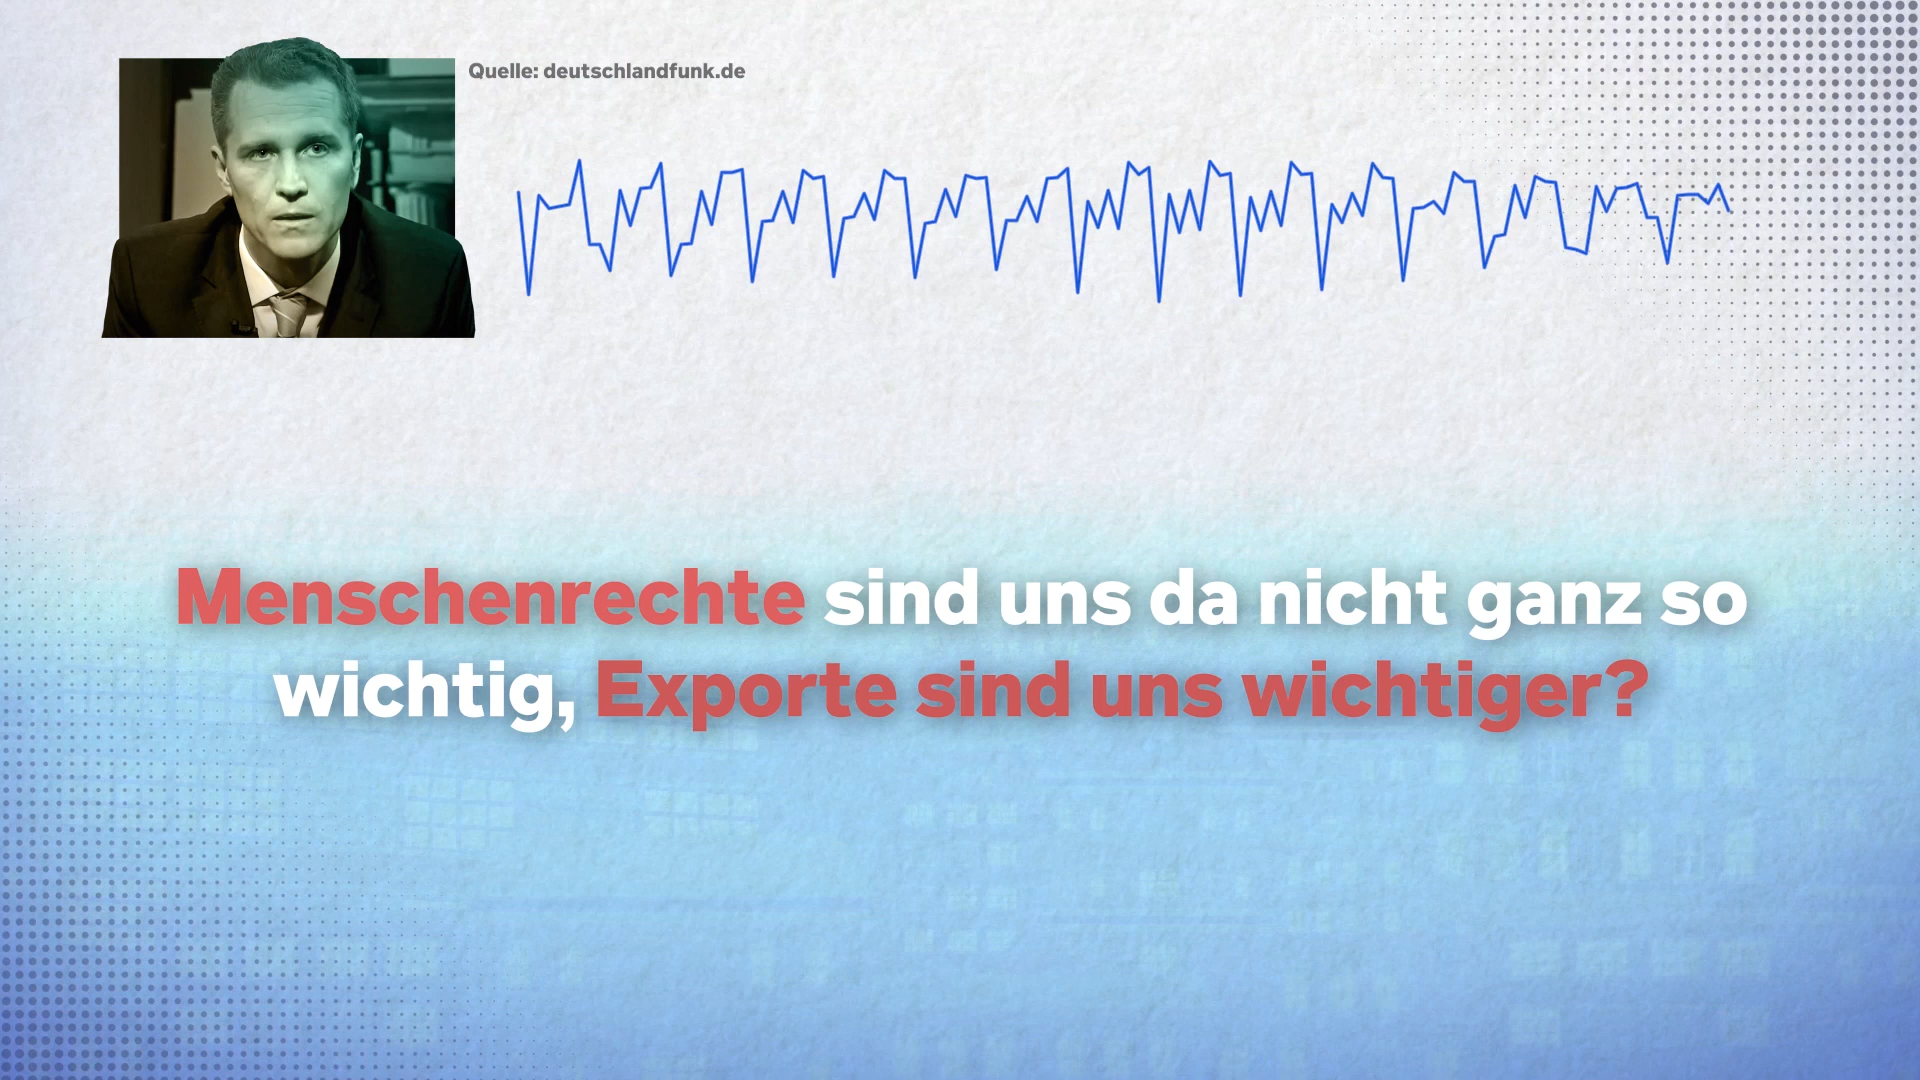 Quelle: deutschlandfunk.de
Menschenrechte sind uns da nicht ganz so
wichtig, Exporte sind uns wichtiger?